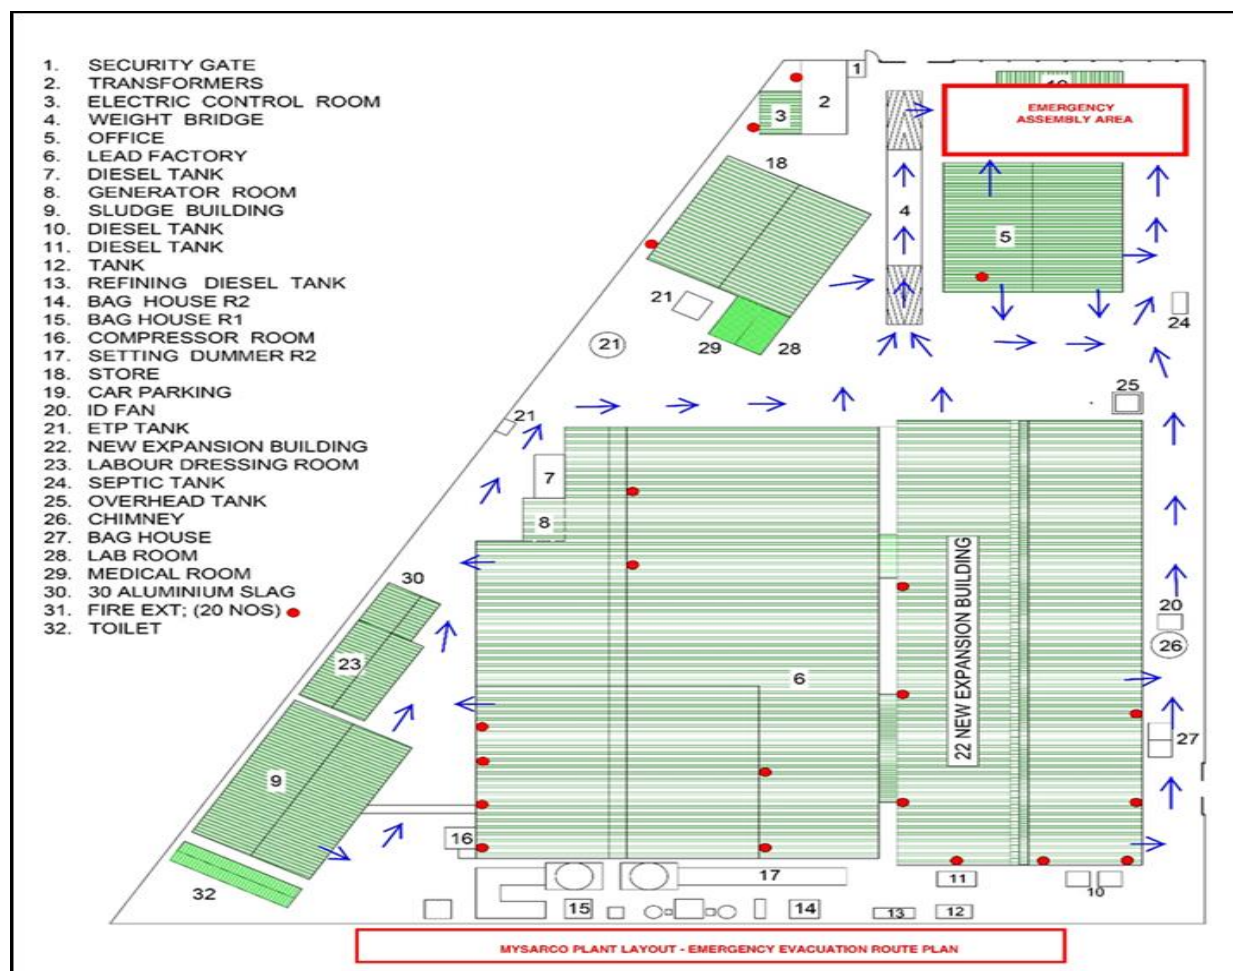 1. SECURITY GATE
2. TRANSFORMERS
3. ELECTRIC CONTROL ROOM
4. WEIGHT BRIDGE
5. OFFICE
6. LEAD FACTORY
7. DIESEL TANK
8. GENERATOR ROOM
9. SLUDGE BUILDING
10. DIESEL TANK
11. DIESEL TANK
12. TANK
13. REFINING DIESEL TANK
14. BAG HOUSE R2
15. BAG HOUSE R1
16. COMPRESSOR ROOM
17. SETTING DUMMER R2
18. STORE
19. CAR PARKING
20. ID FAN
21. ETP TANK
22. NEW EXPANSION BUILDING
23. LABOUR DRESSING ROOM
24. SEPTIC TANK
25. OVERHEAD TANK
26. CHIMNEY
27. BAG HOUSE
28. LAB ROOM
29. MEDICAL ROOM
30. 30 ALUMINIUM SLAG
31. FIRE EXT; (20 NOS)
32. TOILET
1
2
3
EMERGENCY
ASSEMBLY AREA
18
4
5
21
24
21
29
28
25
21
7
8
30
22 NEW EXPANSION BUILDING
20
26
23
6
27
9
16
32
17
11
10
15
14
13
12
MYSARCO PLANT LAYOUT - EMERGENCY EVACUATION ROUTE PLAN